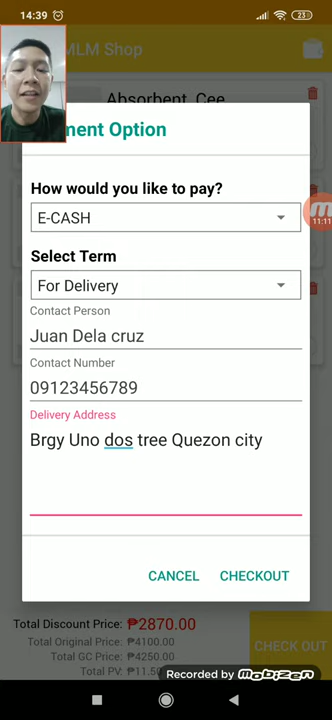 14:39
23
MLM Shop
Absorbent, Cee
ment Option
How would you like to pay?
E-CASH
11:11
Select Term
For Delivery
Contact Person
Juan Dela cruz
Contact Number
09123456789
Delivery Address
Brgy Uno dos tree Quezon city
CANCEL
CHECKOUT
Total Discount Price: ₱2870.00
Total Original Price: ₱4100.00
Total GC Price: ₱4250.00
Total PV: ₱11.50
CHECK OUT
Recorded by mobizen